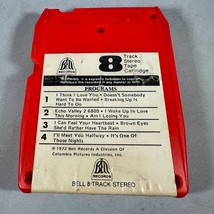 BELL
RECORDS
8 Track
Stereo
Tape
Cartridge
PROGRAMS
1 I Think I Love You • Doesn't Somebody
Want To Be Wanted • Breaking Up Is
Hard To Do
2 Echo Valley 2 6809 • I Woke Up In Love
This Morning • Am I Losing You
3 I Can Feel Your Heartbeat • Brown Eyes
She'd Rather Have The Rain
4 I'll Meet You Halfway • It's One Of
Those Nights
© 1972 Bell Records A Division Of
Columbia Pictures Industries, Inc.
BELL
RECORDS
BELL 8-TRACK STEREO